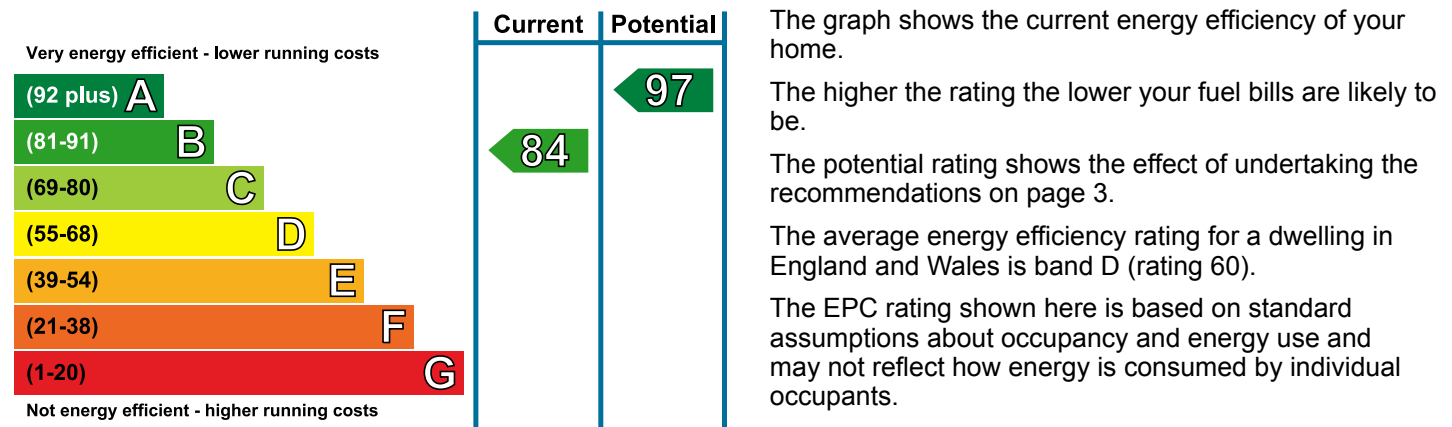 Current Potential
Very energy efficient - lower running costs
(92 plus) A
97
(81-91) B
84
(69-80) C
(55-68) D
(39-54) E
(21-38) F
(1-20) G
Not energy efficient - higher running costs
The graph shows the current energy efficiency of your
home.
The higher the rating the lower your fuel bills are likely to
be.
The potential rating shows the effect of undertaking the
recommendations on page 3.
The average energy efficiency rating for a dwelling in
England and Wales is band D (rating 60).
The EPC rating shown here is based on standard
assumptions about occupancy and energy use and
may not reflect how energy is consumed by individual
occupants.